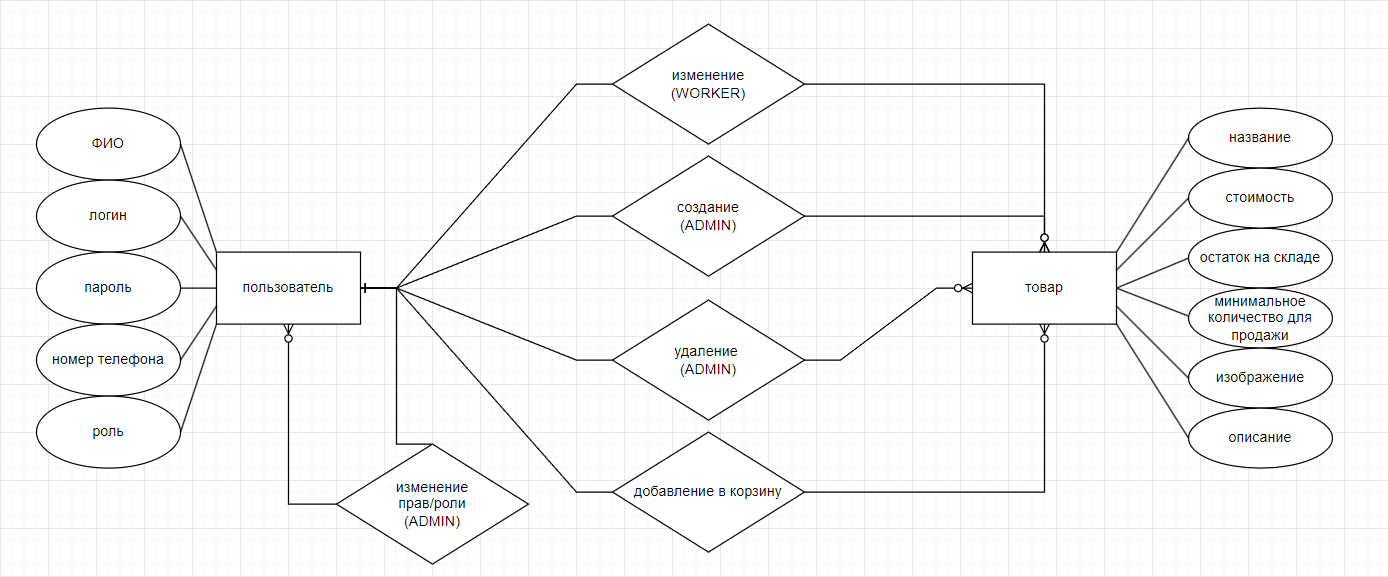 ФИО
логин
пароль
номер телефона
роль
пользователь
изменение
(WORKER)
создание
(ADMIN)
удаление
(ADMIN)
добавление в корзину
изменение
прав/роли
(ADMIN)
товар
название
стоимость
остаток на складе
минимальное
количество для
продажи
изображение
описание